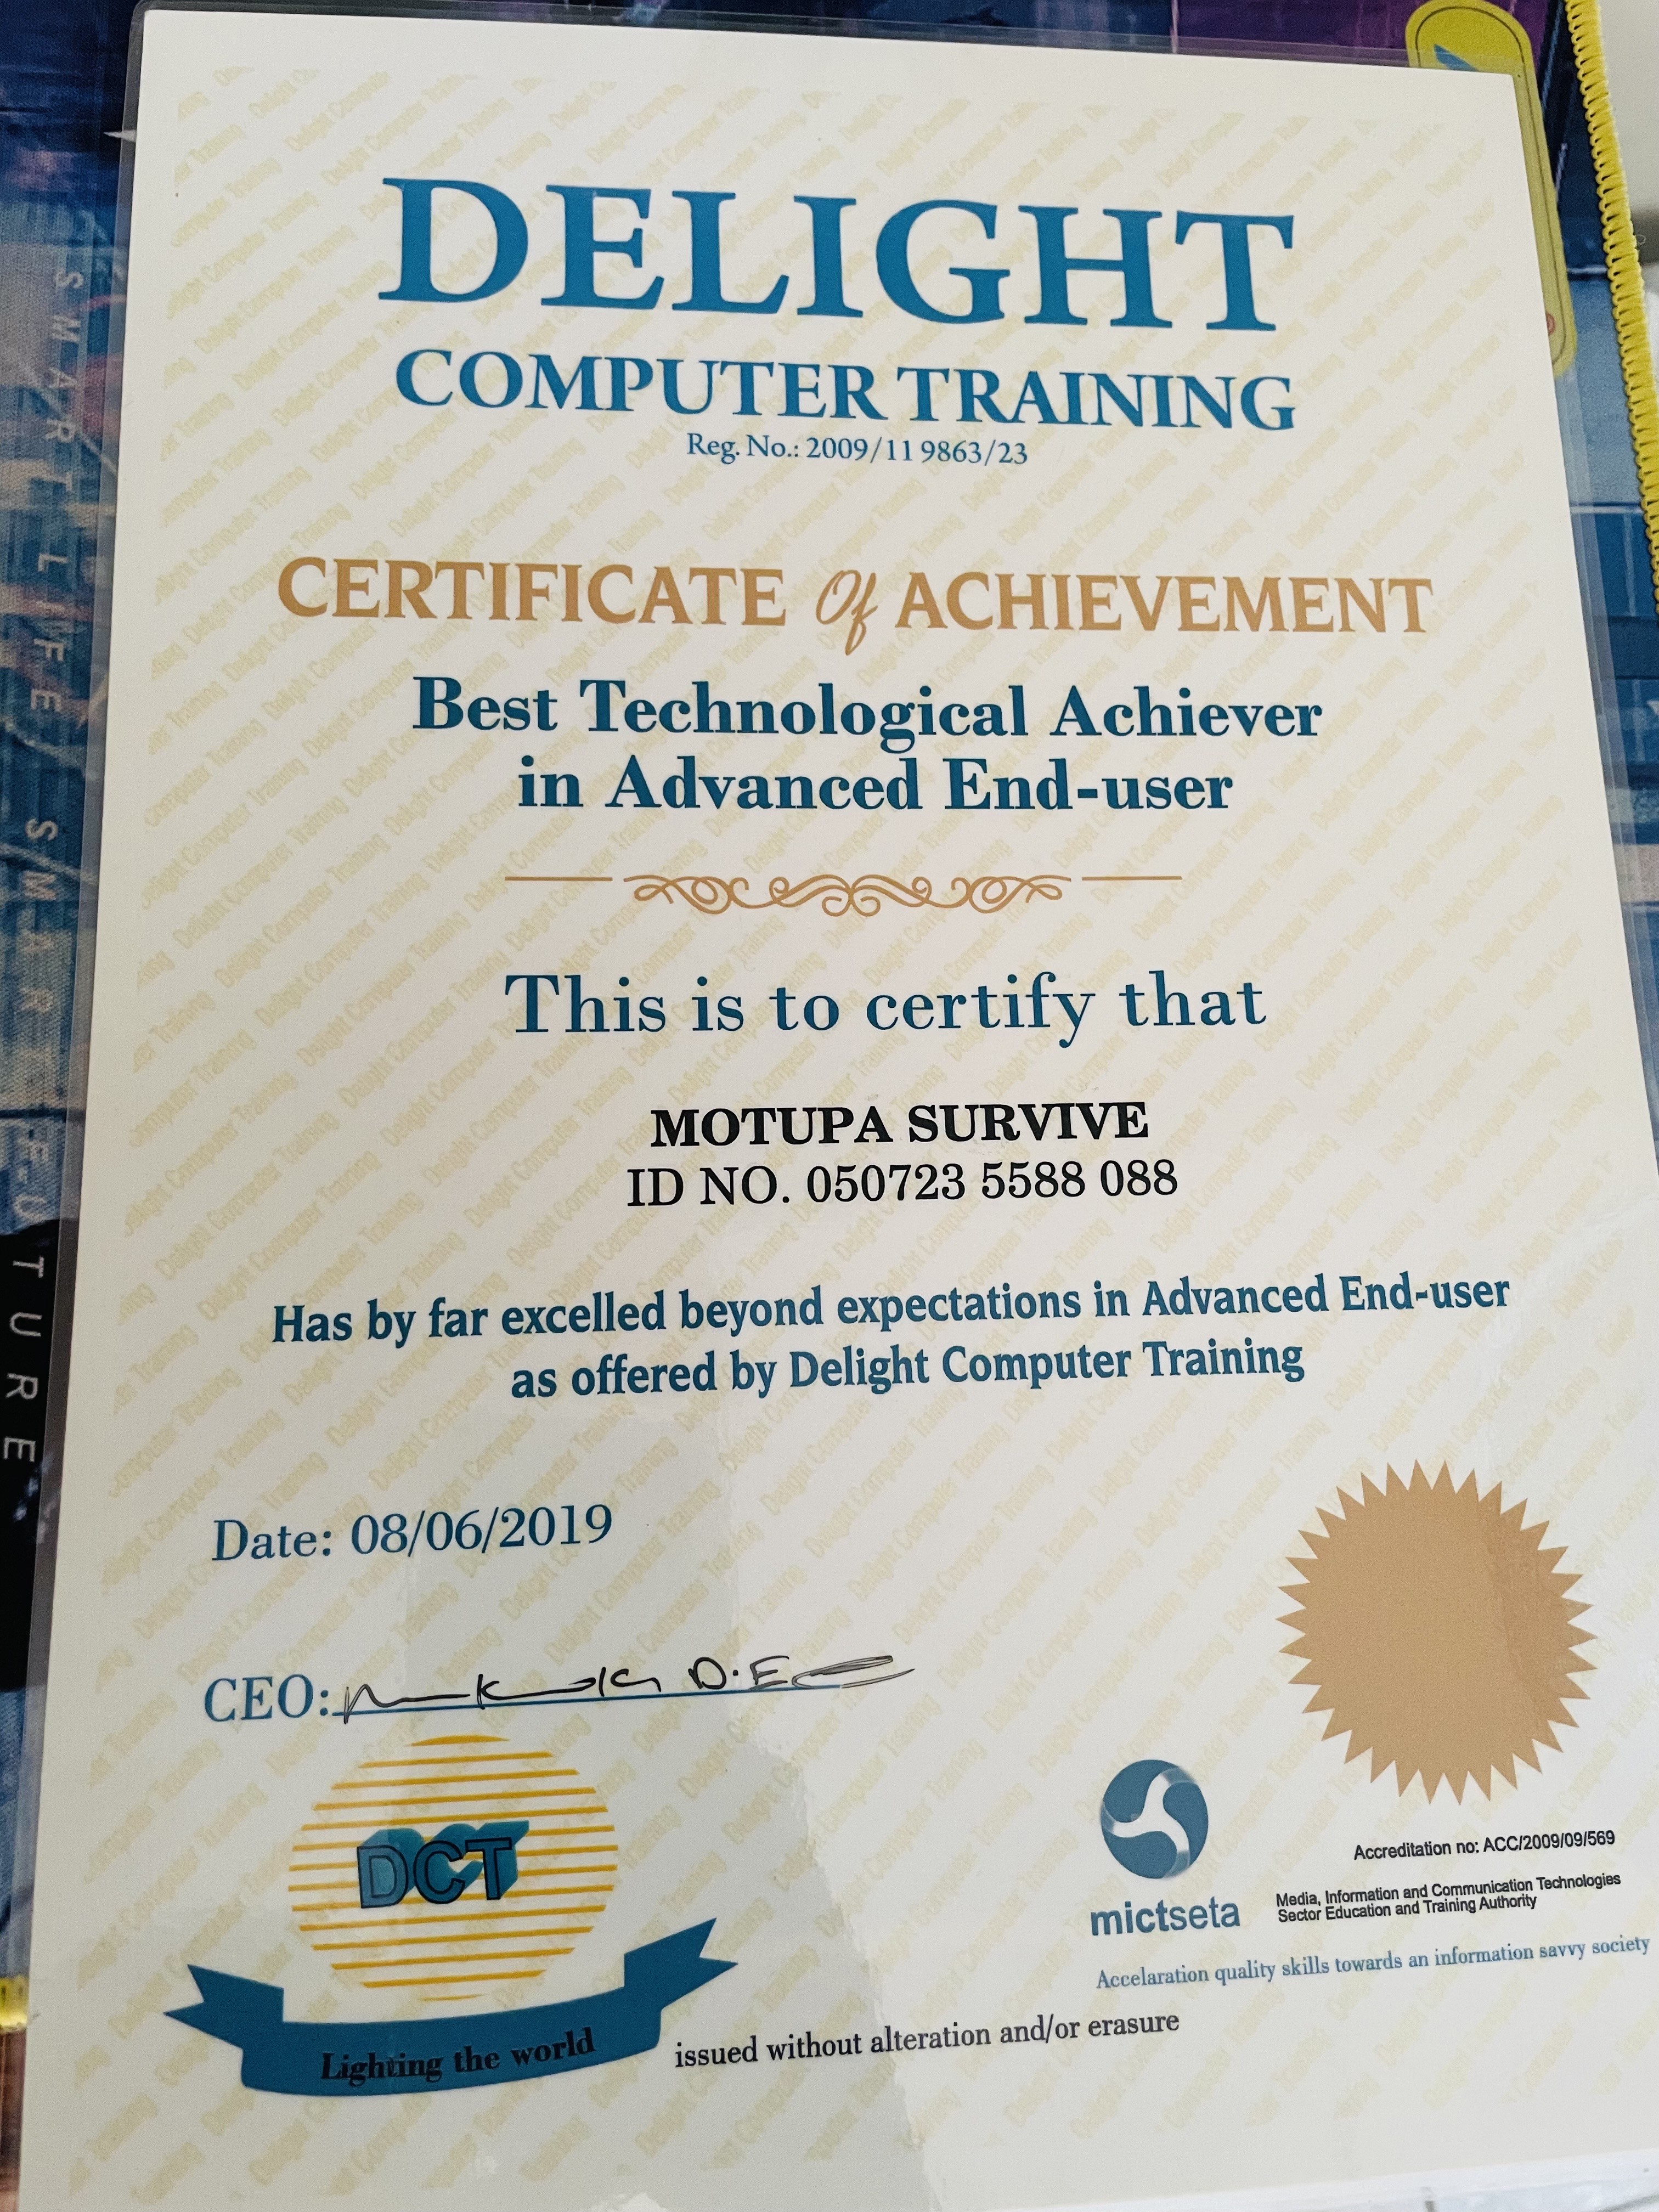 DELIGHT
COMPUTER TRAINING
Reg. No.: 2009/11 9863/23
CERTIFICATE Of ACHIEVEMENT
Best Technological Achiever
in Advanced End-user
This is to certify that
MOTUPA SURVIVE
ID NO. 050723 5588 088
Has by far excelled beyond expectations in Advanced End-user
as offered by Delight Computer Training
Date: 08/06/2019
CEO: D.E
DCT
Lighting the world
issued without alteration and/or erasure
mictseta
Accreditation no: ACC/2009/09/569
Media, Information and Communication Technologies
Sector Education and Training Authority
Accelaration quality skills towards an information savvy society
SMART LIFE / SMART FUTURE